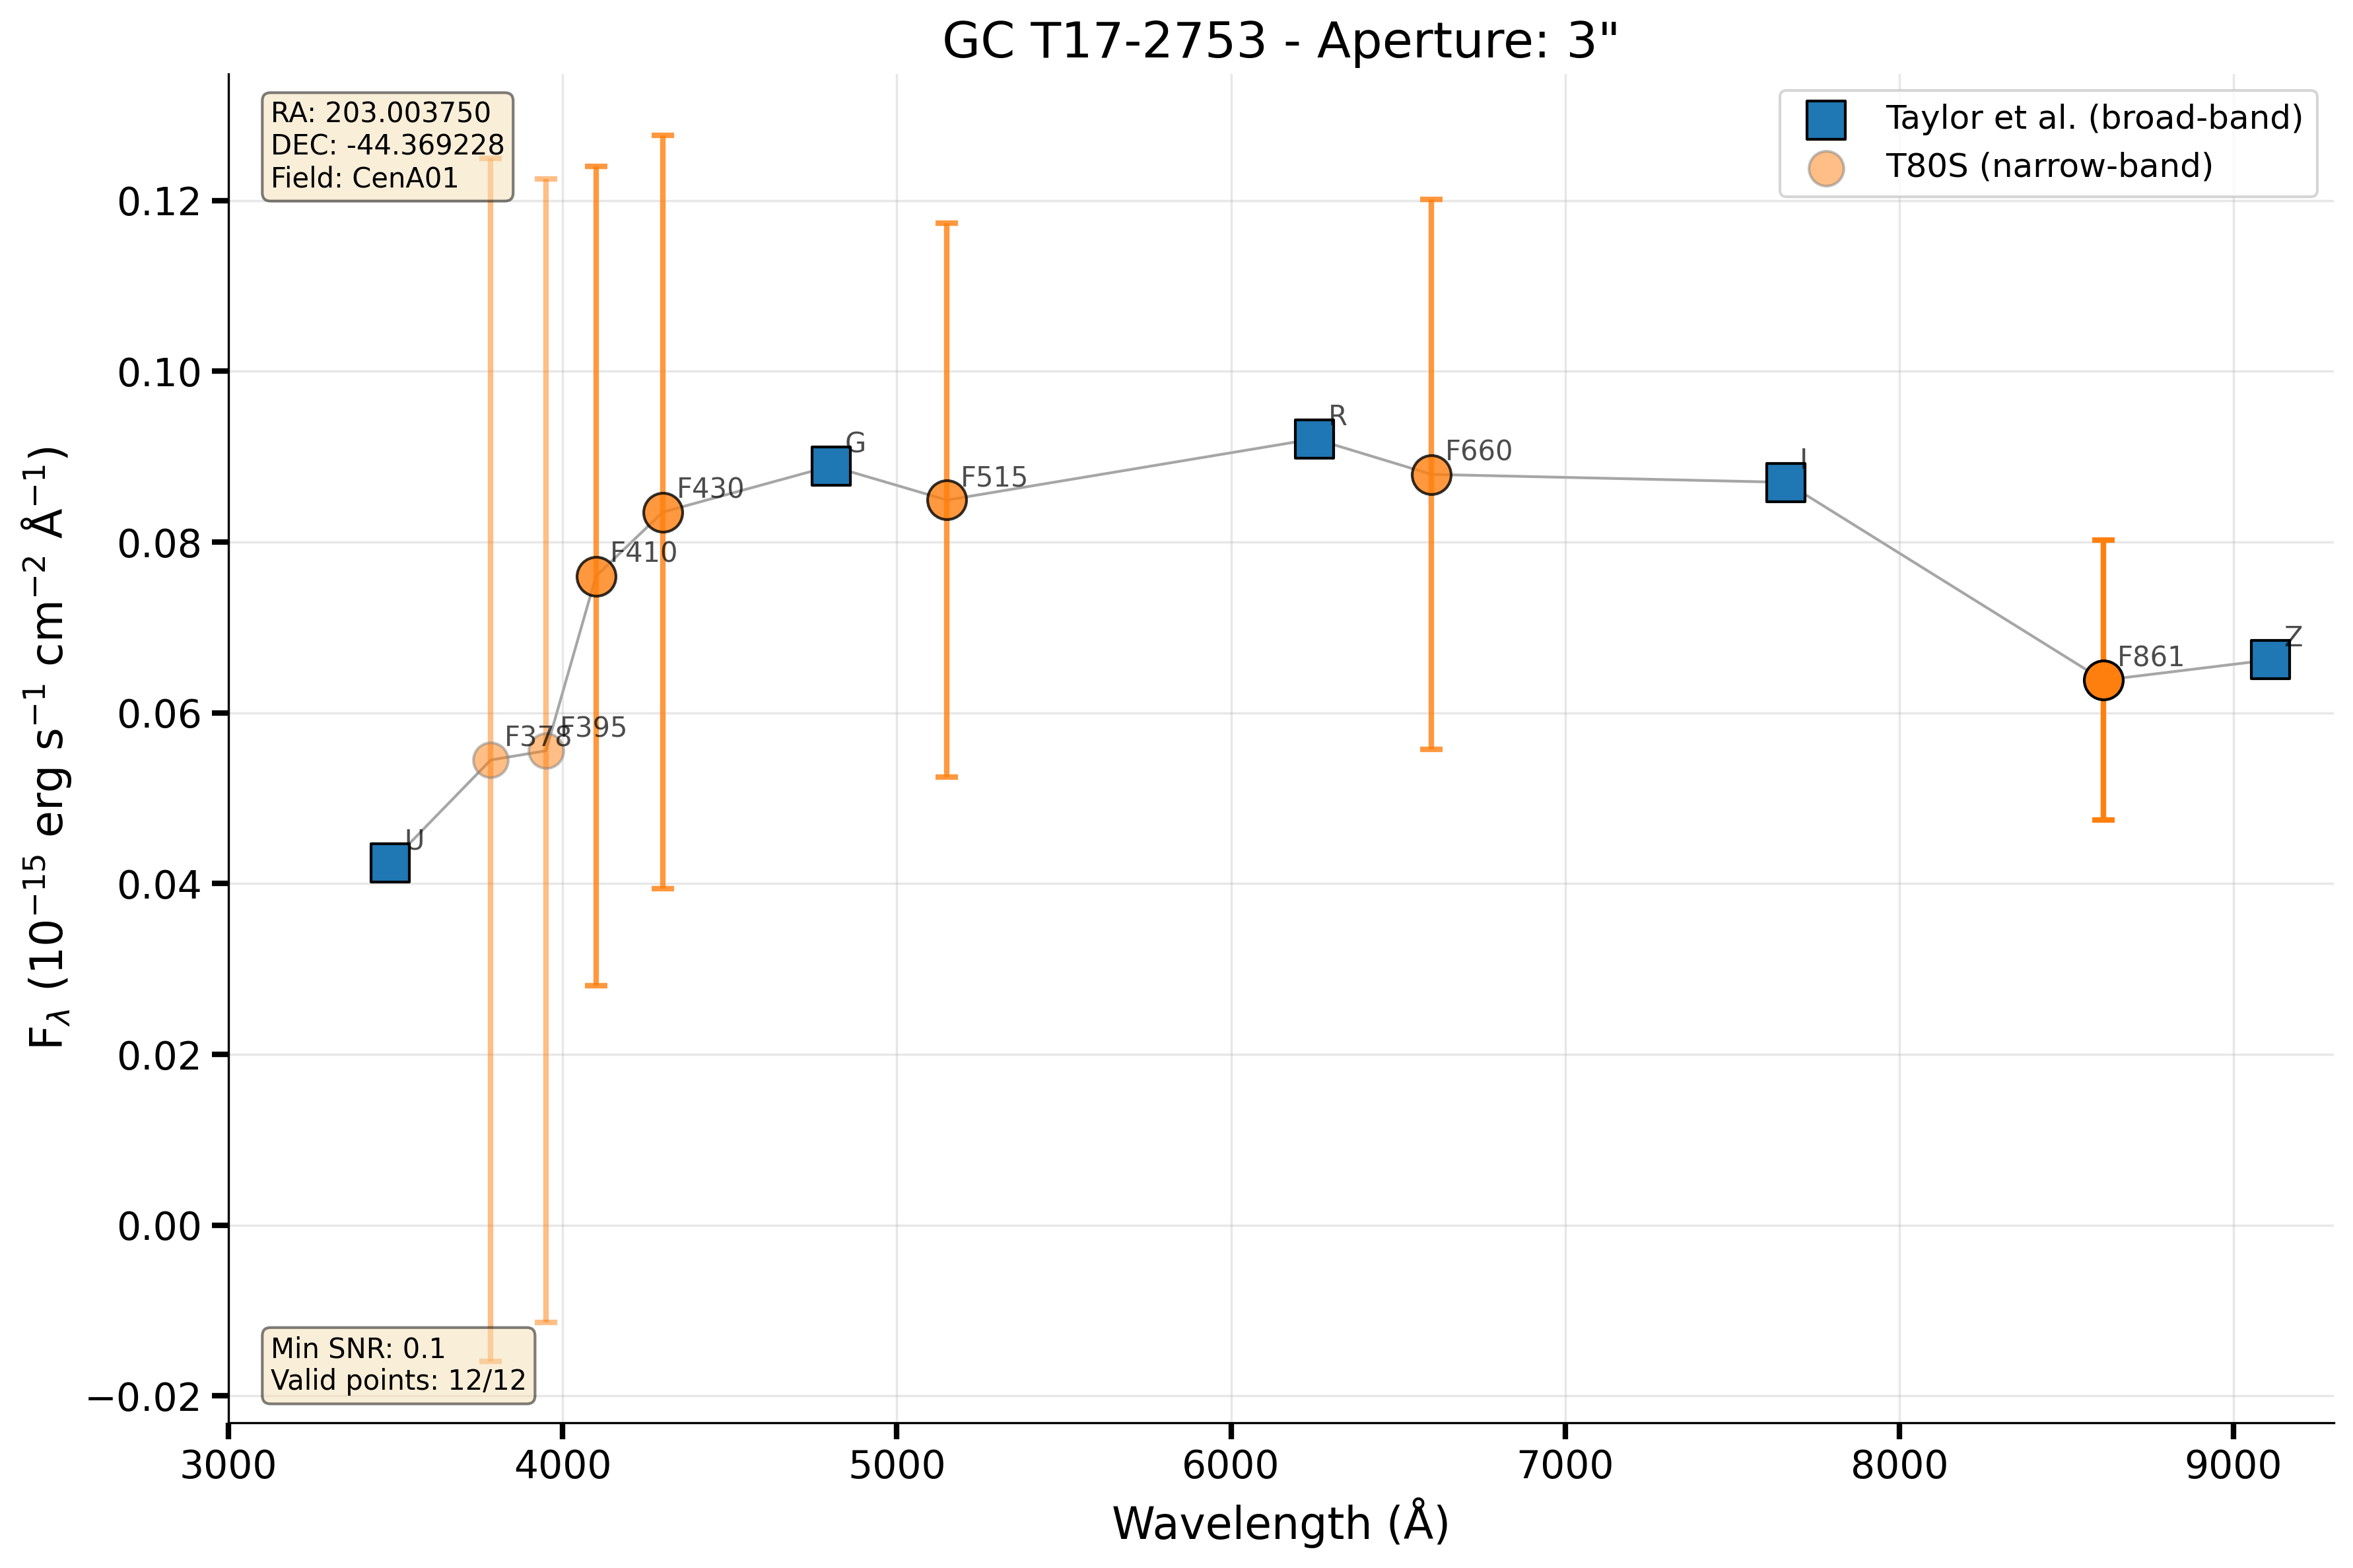 GC T17-2753 - Aperture: 3"
RA: 203.003750
DEC: -44.369228
Field: CenA01
Taylor et al. (broad-band)
T80S (narrow-band)
F_λ (10⁻¹⁵ erg s⁻¹ cm⁻² Å⁻¹)
0.12
0.10
0.08
0.06
0.04
0.02
0.00
−0.02
U
F378
F395
F410
F430
G
F515
R
F660
I
F861
Z
Min SNR: 0.1
Valid points: 12/12
3000 4000 5000 6000 7000 8000 9000
Wavelength (Å)